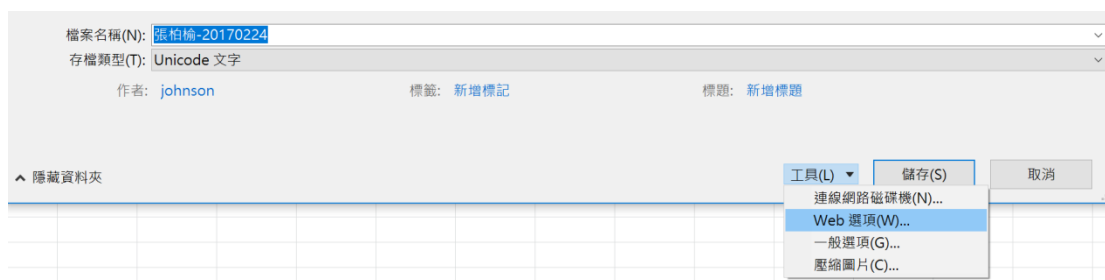 檔案名稱(N): 張柏榆-20170224
存檔類型(T): Unicode 文字
作者: johnson 標籤: 新增標記 標題: 新增標題
隱藏資料夾 工具(L) 儲存(S) 取消
連線網路磁碟機(N)...
Web 選項(W)...
一般選項(G)...
壓縮圖片(C)...